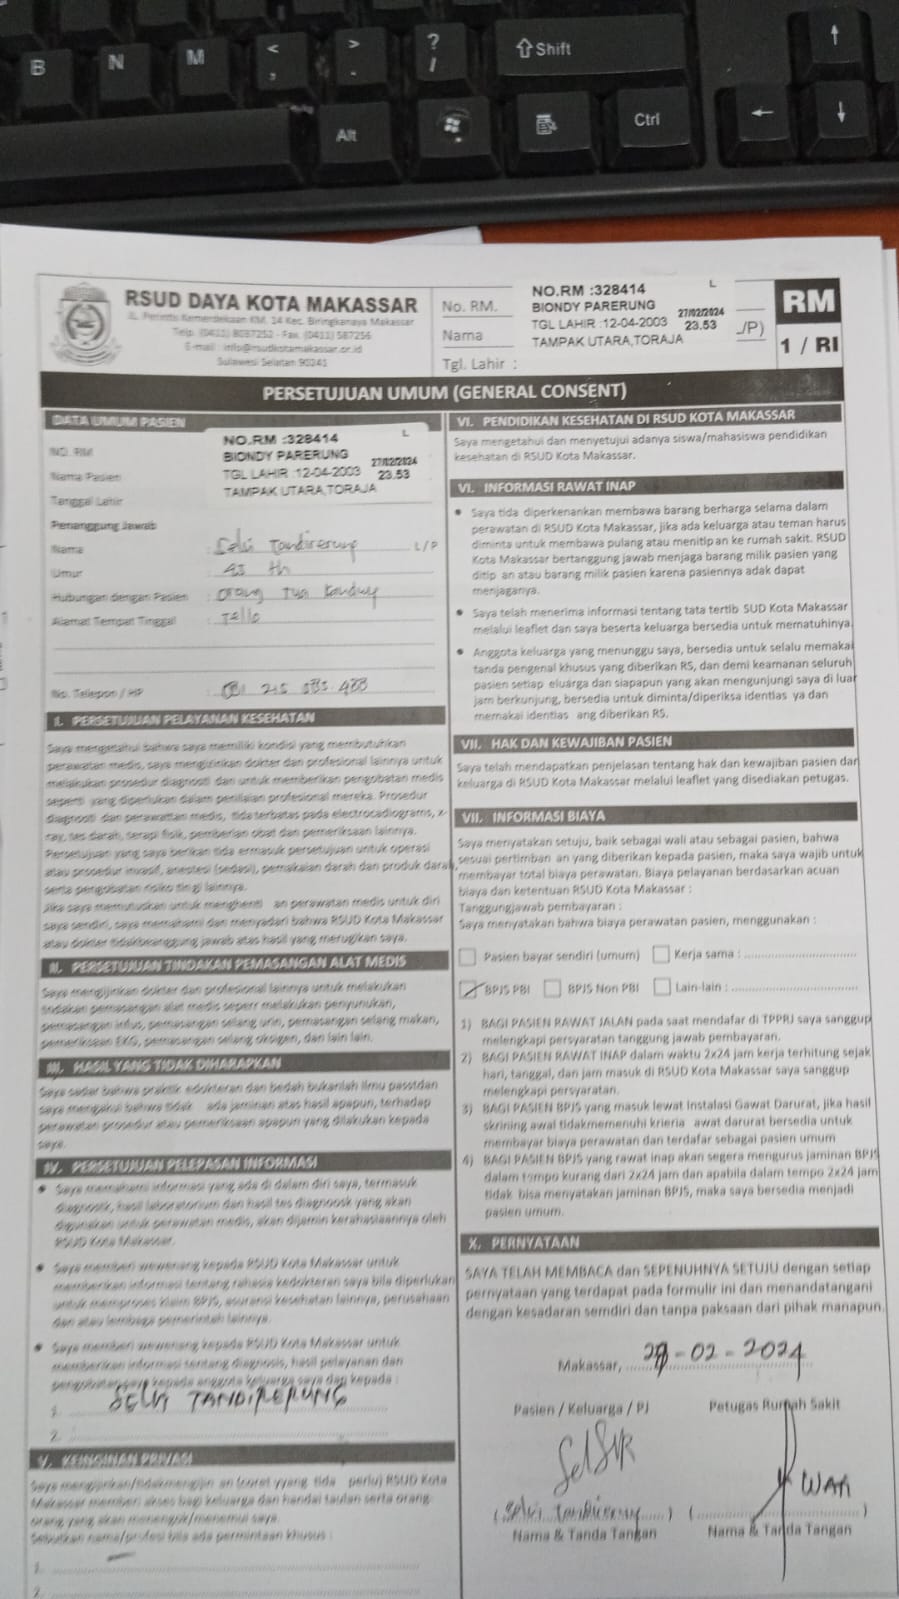 B N M < , > . ? / Shift ↑
Alt Ctrl ← ↓
RSUD DAYA KOTA MAKASSAR
JL. Perintis Kemerdekaan KM. 14 Kec. Biringkanaya Makassar
Telp. (0411) Fax. (0411) 587256
E-mail : info@rsudkotamakassar.or.id
Sulawesi Selatan 90243
No. RM.
Nama
Tgl. Lahir :
NO.RM :328414 L
BIONDY PARERUNG 27/02/2024
TGL LAHIR :12-04-2003 23.53
TAMPAK UTARA,TORAJA
/P)
RM
1 / RI
PERSETUJUAN UMUM (GENERAL CONSENT)
DATA UMUM PASIEN
NO. RM
Nama Pasien
Tanggal Lahir
NO.RM :328414 L
BIONDY PARERUNG 27/02/2024
TGL LAHIR :12-04-2003 23.53
TAMPAK UTARA,TORAJA
Penanggung Jawab
Nama : Selvi Tandirerung L/P
Umur : th
Hubungan dengan Pasien : Orang Tua Kandung
Alamat Tempat Tinggal : Tello
No. Telepon / HP :
II. PERSETUJUAN PELAYANAN KESEHATAN
Saya mengetahui bahwa saya memiliki kondisi yang membutuhkan
perawatan medis, saya mengizinkan dokter dan profesional lainnya untuk
melakukan prosedur diagnosti dan untuk memberikan pengobatan medis
seperti yang diperlukan dalam penilaian profesional mereka. Prosedur
diagnosti dan perawattan medis, tida terbatas pada electrocadiograms, x-
ray, tes darah, terapi fisik, pemberian obat dan pemeriksaan lainnya.
Persetujuan yang saya berikan tida ermasuk persetujuan untuk operasi
atau prosedur invasif, anestesi (sedasi), pemakaian darah dan produk darah,
serta pengobatan risiko tingi lainnya.
Jika saya memutuskan untuk menghenti an perawatan medis untuk diri
saya sendiri, saya memahami dan menyadari bahwa RSUD Kota Makassar
atau dokter tidakbeanggung jawab atas hasil yang merugikan saya.
II. PERSETUJUAN TINDAKAN PEMASANGAN ALAT MEDIS
Saya mengijinkan dokter dan profesional lainnya untuk melakukan
tindakan pemasangan alat medis seperr melakukan penyunukan,
pemasangan infus, pemasangan selang urin, pemasangan selang makan,
pemeriksaan EKG, pemasangan selang oksigen, dan lain lain.
III. HASIL YANG TIDAK DIHARAPKAN
Saya sadar bahwa praktik edokteran dan bedah bukanlah ilmu passtdan
saya mengakui bahwa tidak ada jaminan atas hasil apapun, terhadap
perawatan prosedur atau pemeriksaan apapun yang dilakukan kepada
saya.
IV. PERSETUJUAN PELEPASAN INFORMASI
• Saya memahami informasi yang ada di dalam diri saya, termasuk
diagnostk, hasil laboratorium dan hasil tes diagnoosk yang akan
digunakan untuk perawatan medis, akan dijamin kerahasiaannya oleh
RSUD Kota Makassar.
• Saya memberi wewenang kepada RSUD Kota Makassar untuk
memberikan informasi tentang rahasia kedokteran saya bila diperlukan
untuk memproses klaim BPJS, asuransi kesehatan lainnya, perusahaan
dan atau lembaga pemerintah lainnya.
• Saya memberi wewenang kepada RSUD Kota Makassar untuk
memberikan informasi tentang diagnosis, hasil pelayanan dan
pengobatan saya kepada anggota keluarga saya dan kepada :
1. SELVI TANDIRERUNG
2.
V. KEINGINAN PRIVASI
Saya mengijinkan/tidakmengijin an (coret yyang tida perlu) RSUD Kota
Makassar memberi akses bagi keluarga dan handai taulan serta orang-
orang yang akan menengok/menemui saya.
Sebutkan nama/profesi bila ada permintaan khusus :
1.
2.
VI. PENDIDIKAN KESEHATAN DI RSUD KOTA MAKASSAR
Saya mengetahui dan menyetujui adanya siswa/mahasiswa pendidikan
kesehatan di RSUD Kota Makassar.
VI. INFORMASI RAWAT INAP
• Saya tida diperkenankan membawa barang berharga selama dalam
perawatan di RSUD Kota Makassar, jika ada keluarga atau teman harus
diminta untuk membawa pulang atau menitip an ke rumah sakit. RSUD
Kota Makassar bertanggung jawab menjaga barang milik pasien yang
ditip an atau barang milik pasien karena pasiennya adak dapat
menjaganya.
• Saya telah menerima informasi tentang tata tertib SUD Kota Makassar
melalui leaflet dan saya beserta keluarga bersedia untuk mematuhinya.
• Anggota keluarga yang menunggu saya, bersedia untuk selalu memakai
tanda pengenal khusus yang diberikan RS, dan demi keamanan seluruh
pasien setiap eluarga dan siapapun yang akan mengunjungi saya di luar
jam berkunjung, bersedia untuk diminta/diperiksa identias ya dan
memakai identias ang diberikan RS.
VII. HAK DAN KEWAJIBAN PASIEN
Saya telah mendapatkan penjelasan tentang hak dan kewajiban pasien dan
keluarga di RSUD Kota Makassar melalui leaflet yang disediakan petugas.
VII. INFORMASI BIAYA
Saya menyatakan setuju, baik sebagai wali atau sebagai pasien, bahwa
sesuai pertimban an yang diberikan kepada pasien, maka saya wajib untuk
membayar total biaya perawatan. Biaya pelayanan berdasarkan acuan
biaya dan ketentuan RSUD Kota Makassar :
Tanggungjawab pembayaran :
Saya menyatakan bahwa biaya perawatan pasien, menggunakan :
Pasien bayar sendiri (umum) Kerja sama :
BPJS PBI BPJS Non PBI Lain-lain :
1) BAGI PASIEN RAWAT JALAN pada saat mendafar di TPPRJ saya sanggup
melengkapi persyaratan tanggung jawab pembayaran.
2) BAGI PASIEN RAWAT INAP dalam waktu 2x24 jam kerja terhitung sejak
hari, tanggal, dan jam masuk di RSUD Kota Makassar saya sanggup
melengkapi persyaratan.
3) BAGI PASIEN BPJS yang masuk lewat Instalasi Gawat Darurat, jika hasil
skrining awal tidakmemenuhi krieria awat darurat bersedia untuk
membayar biaya perawatan dan terdafar sebagai pasien umum
4) BAGI PASIEN BPJS yang rawat inap akan segera mengurus jaminan BPJS
dalam tempo kurang dari 2x24 jam dan apabila dalam tempo 2x24 jam
tidak bisa menyatakan jaminan BPJS, maka saya bersedia menjadi
pasien umum.
X. PERNYATAAN
SAYA TELAH MEMBACA dan SEPENUHNYA SETUJU dengan setiap
pernyataan yang terdapat pada formulir ini dan menandatangani
dengan kesadaran semdiri dan tanpa paksaan dari pihak manapun.
Makassar, -02-2024
Pasien / Keluarga / PJ Petugas Rumah Sakit
WAN
( Selvi Tandirerung ) ( )
Nama & Tanda Tangan Nama & Tanda Tangan